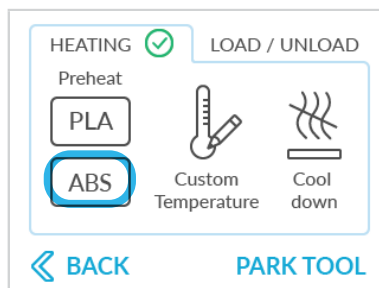 HEATING
LOAD / UNLOAD
Preheat
PLA
ABS
Custom
Temperature
Cool
down
BACK
PARK TOOL